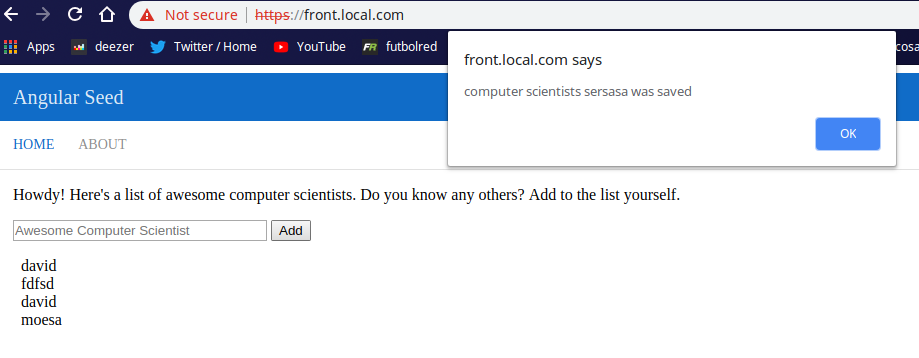 Not secure https://front.local.com
Apps deezer Twitter / Home YouTube FR futbolred cosa
front.local.com says
computer scientists sersasa was saved
OK
Angular Seed
HOME ABOUT
Howdy! Here's a list of awesome computer scientists. Do you know any others? Add to the list yourself.
Awesome Computer Scientist Add
david
fdfsd
david
moesa